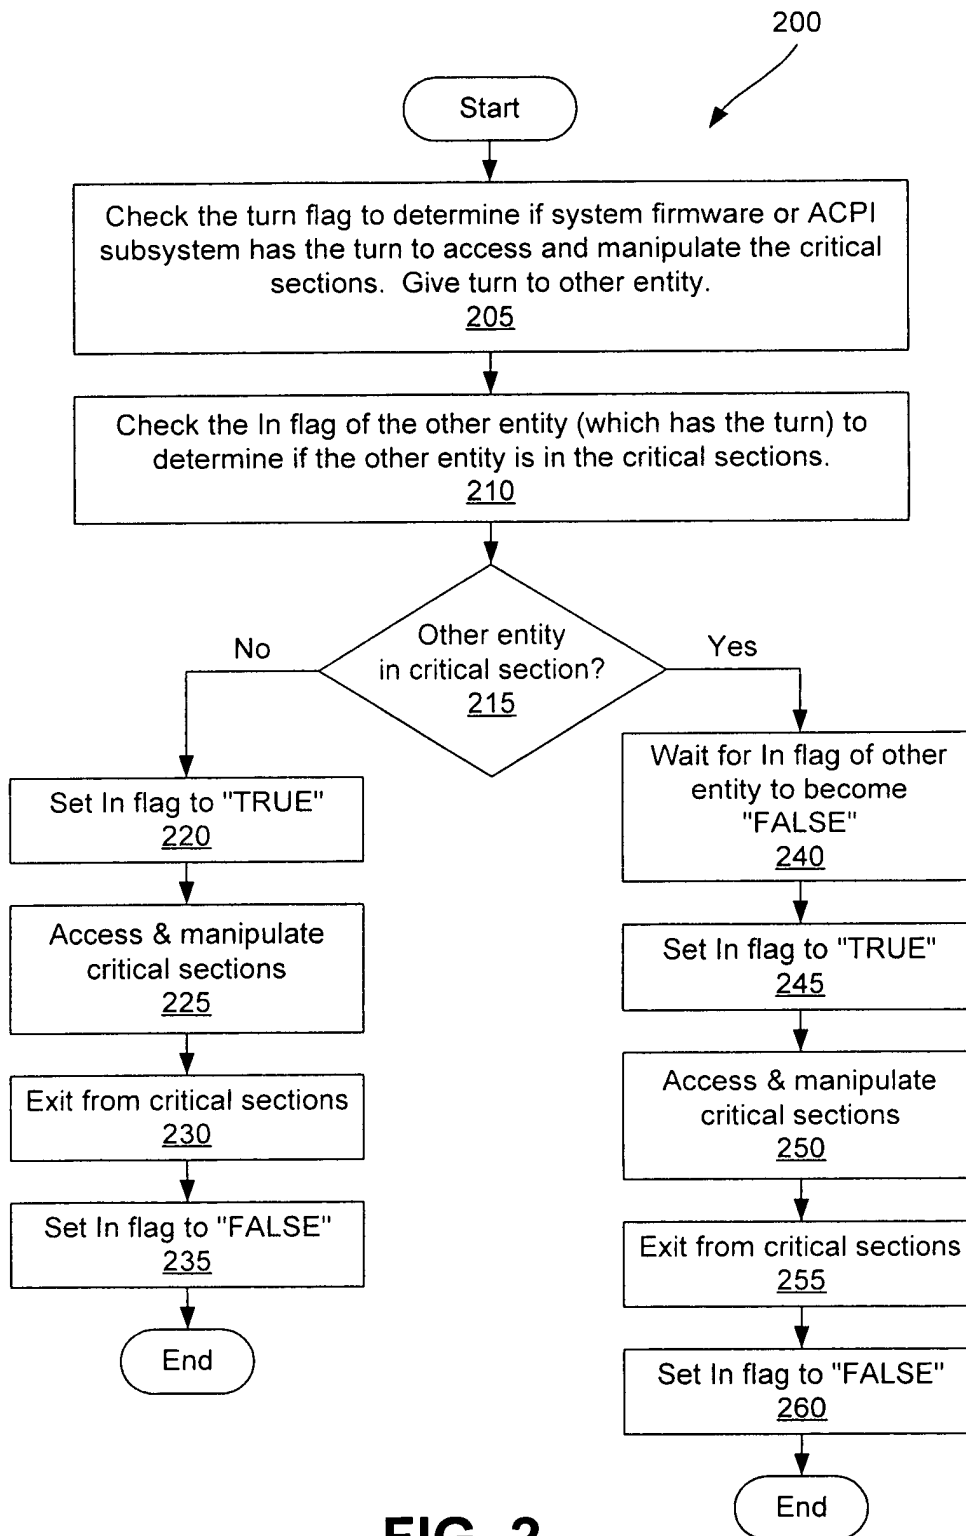 200
Start
Check the turn flag to determine if system firmware or ACPI
subsystem has the turn to access and manipulate the critical
sections. Give turn to other entity.
205
Check the In flag of the other entity (which has the turn) to
determine if the other entity is in the critical sections.
210
Other entity
in critical section?
215
No
Yes
Set In flag to "TRUE"
220
Access & manipulate
critical sections
225
Exit from critical sections
230
Set In flag to "FALSE"
235
End
Wait for In flag of other
entity to become
"FALSE"
240
Set In flag to "TRUE"
245
Access & manipulate
critical sections
250
Exit from critical sections
255
Set In flag to "FALSE"
260
End
FIG. 2